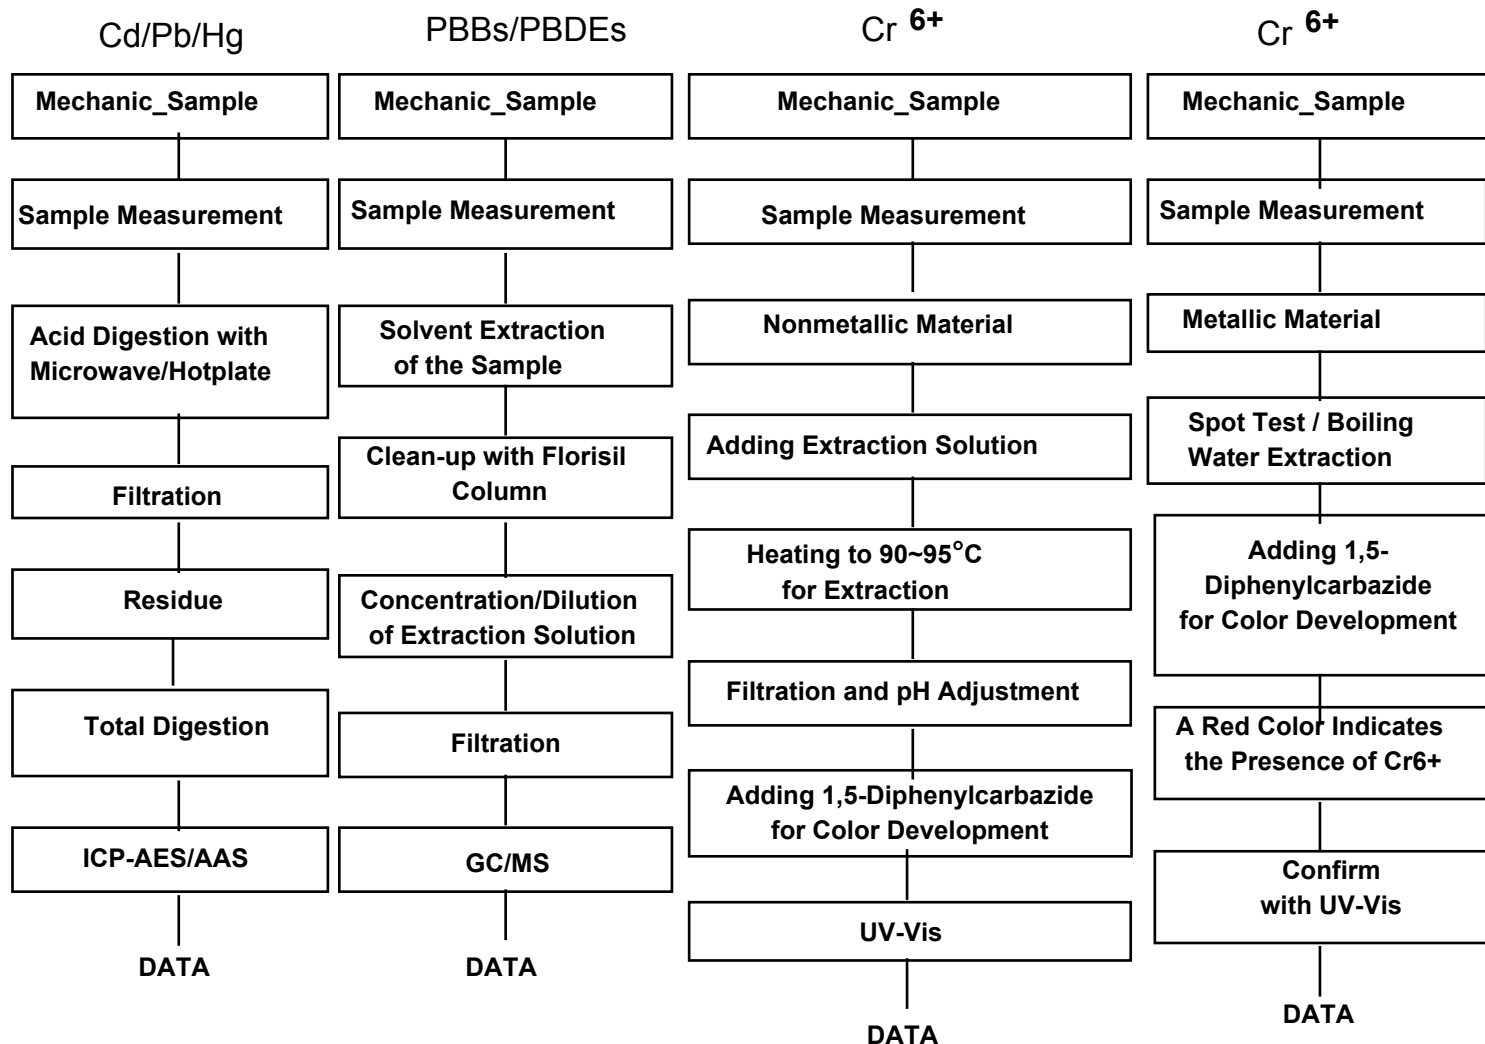 Cd/Pb/Hg
Mechanic_Sample
Sample Measurement
Acid Digestion with
Microwave/Hotplate
Filtration
Residue
Total Digestion
ICP-AES/AAS
DATA
PBBs/PBDEs
Mechanic_Sample
Sample Measurement
Solvent Extraction
of the Sample
Clean-up with Florisil
Column
Concentration/Dilution
of Extraction Solution
Filtration
GC/MS
DATA
Cr 6+
Mechanic_Sample
Sample Measurement
Nonmetallic Material
Adding Extraction Solution
Heating to 90~95°C
for Extraction
Filtration and pH Adjustment
Adding 1,5-Diphenylcarbazide
for Color Development
UV-Vis
DATA
Cr 6+
Mechanic_Sample
Sample Measurement
Metallic Material
Spot Test / Boiling
Water Extraction
Adding 1,5-
Diphenylcarbazide
for Color Development
A Red Color Indicates
the Presence of Cr6+
Confirm
with UV-Vis
DATA